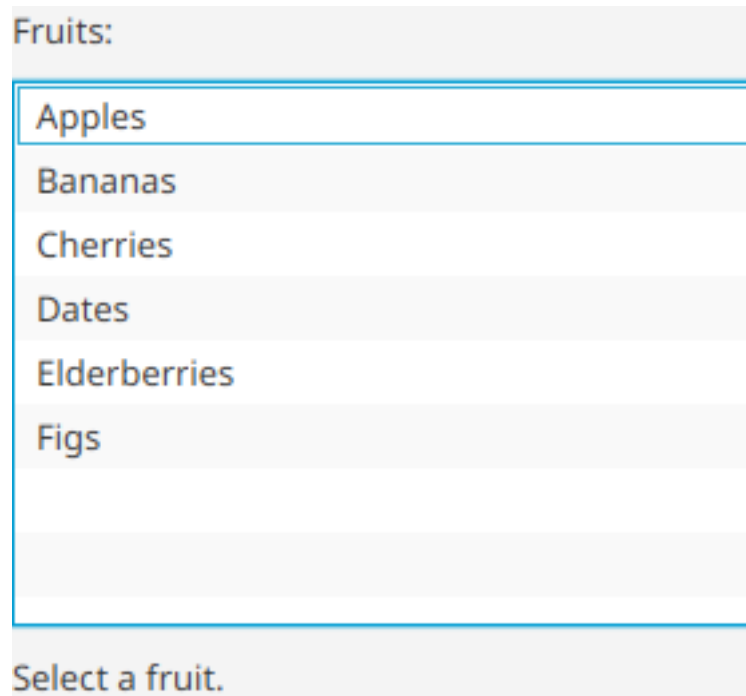 Fruits:
Apples
Bananas
Cherries
Dates
Elderberries
Figs
Select a fruit.